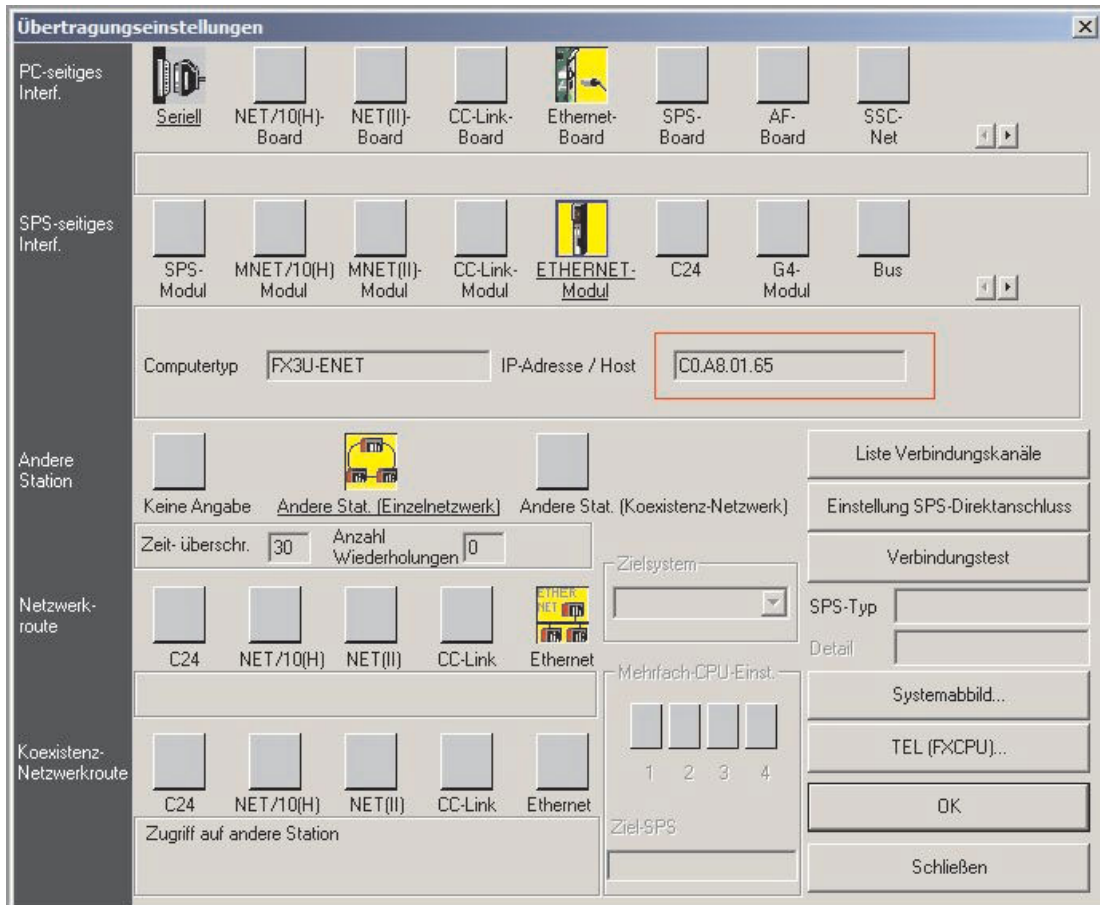 Übertragungseinstellungen
PC-seitiges
Interf.
Seriell
NET/10(H)-
Board
NET(II)-
Board
CC-Link-
Board
Ethernet-
Board
SPS-
Board
AF-
Board
SSC-
Net
SPS-seitiges
Interf.
SPS-
Modul
MNET/10(H)
Modul
MNET(II)-
Modul
CC-Link-
Modul
ETHERNET-
Modul
C24
G4-
Modul
Bus
Computertyp
FX3U-ENET
IP-Adresse / Host
C0.A8.01.65
Andere
Station
Keine Angabe
Andere Stat. (Einzelnetzwerk)
Andere Stat. (Koexistenz-Netzwerk)
Zeit- überschr.
30
Anzahl
Wiederholungen
0
Liste Verbindungskanäle
Einstellung SPS-Direktanschluss
Verbindungstest
Zielsystem
SPS-Typ
Detail
Netzwerk-
route
C24
NET/10(H)
NET(II)
CC-Link
ETHER
NET
Ethernet
Mehrfach-CPU-Einst.
1
2
3
4
Ziel-SPS
Systemabbild...
TEL (FXCPU)...
OK
Schließen
Koexistenz-
Netzwerkroute
C24
NET/10(H)
NET(II)
CC-Link
Ethernet
Zugriff auf andere Station